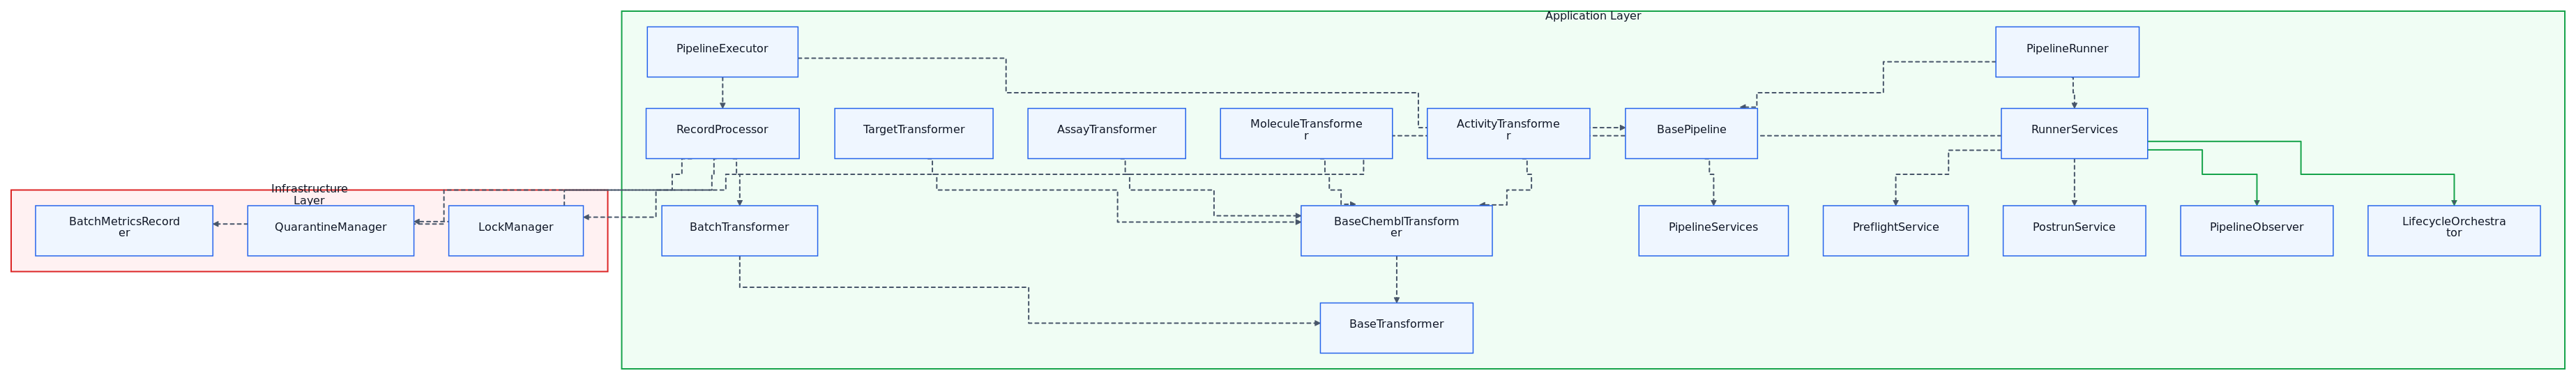 Application Layer
PipelineExecutor
PipelineRunner
RecordProcessor
TargetTransformer
AssayTransformer
MoleculeTransforme
r
ActivityTransforme
r
BasePipeline
RunnerServices
Infrastructure
Layer
BatchMetricsRecord
er
QuarantineManager
LockManager
BatchTransformer
BaseChemblTransform
er
PipelineServices
PreflightService
PostrunService
PipelineObserver
LifecycleOrchestra
tor
BaseTransformer